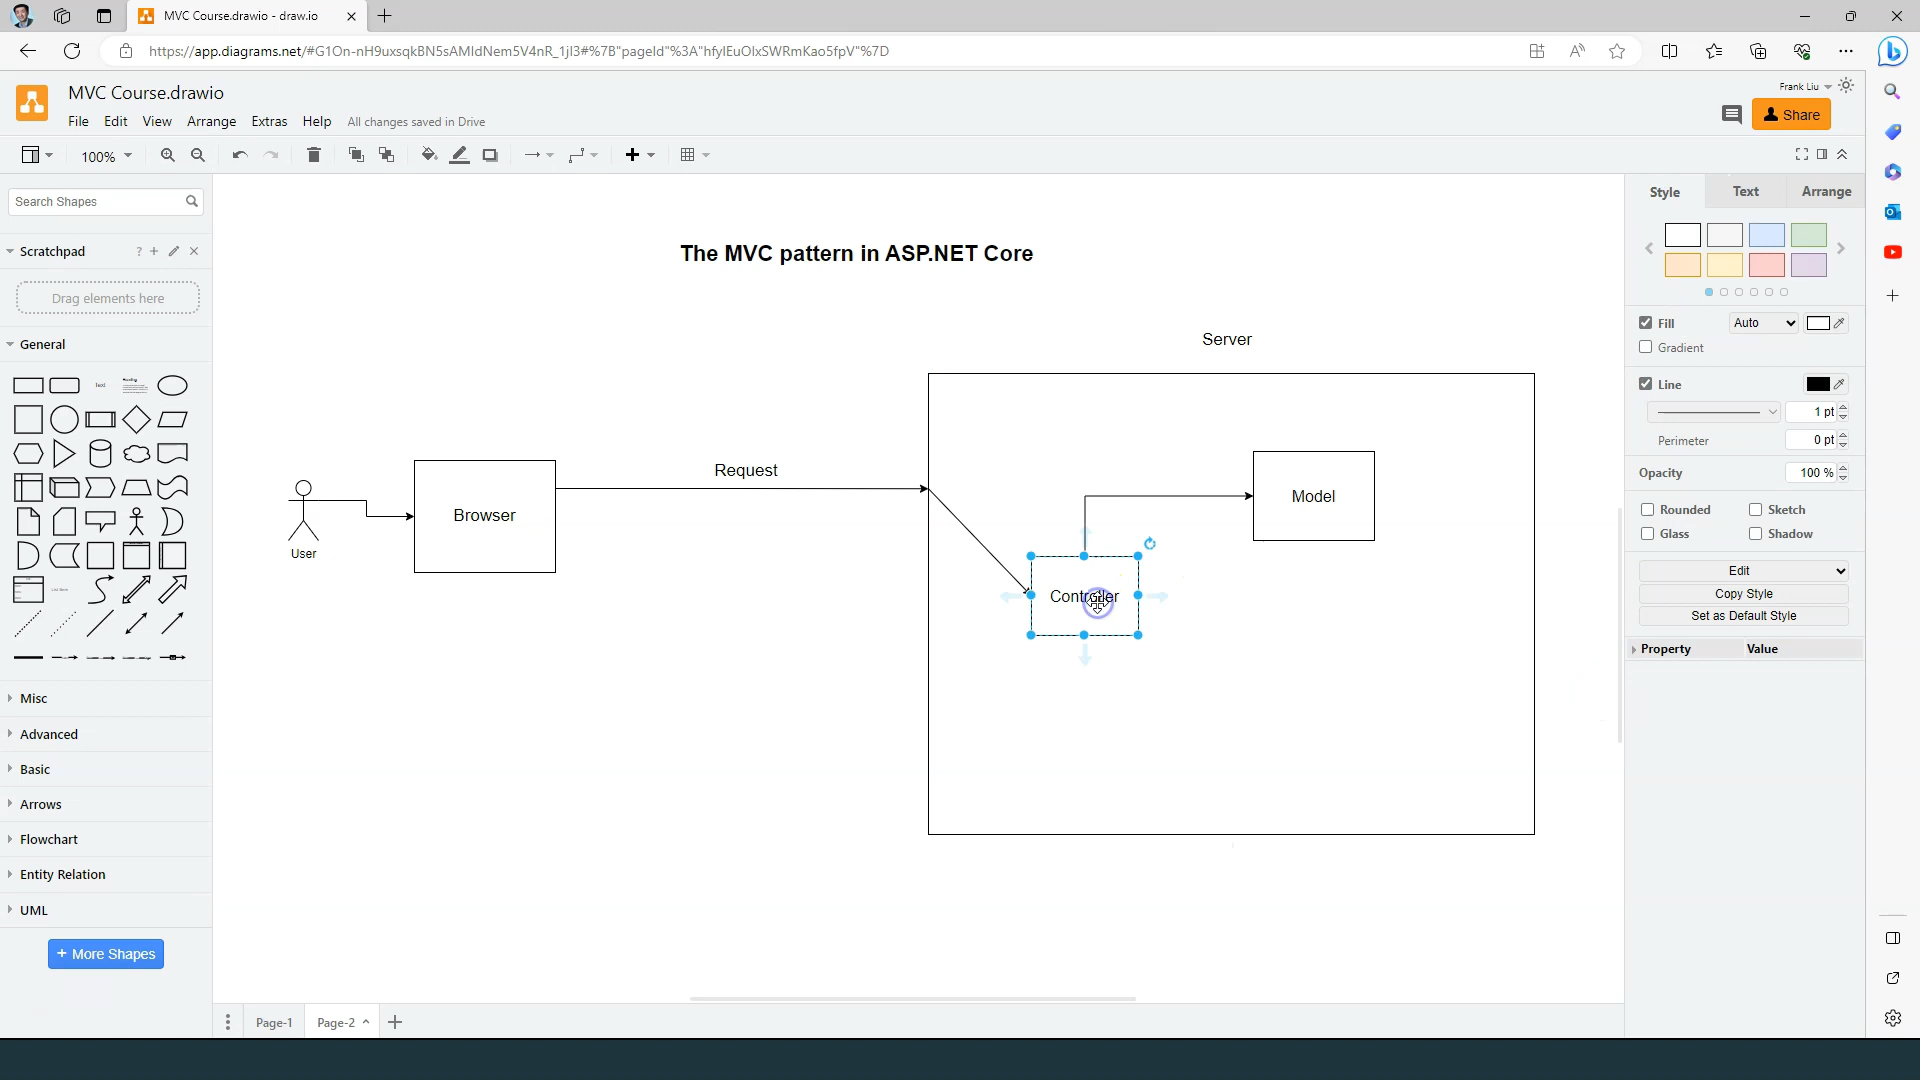 MVC Course.drawio - draw.io
https://app.diagrams.net/#G1On-nH9uxsqkBN5sAMIdNem5V4nR_1jI3#%7B"pageId"%3A"hfyIEuOIxSWRmKao5fpV"%7D
MVC Course.drawio
Frank Liu
File Edit View Arrange Extras Help All changes saved in Drive
Share
100%
Search Shapes
Style Text Arrange
Scratchpad ?
Drag elements here
General
Text
Heading
The MVC pattern in ASP.NET Core
Server
Request
Browser
User
Controller
Model
Fill Auto
Gradient
Line
1 pt
Perimeter 0 pt
Opacity 100 %
Rounded Sketch
Glass Shadow
Edit
Copy Style
Set as Default Style
Property Value
Misc
Advanced
Basic
Arrows
Flowchart
Entity Relation
UML
+ More Shapes
Page-1 Page-2